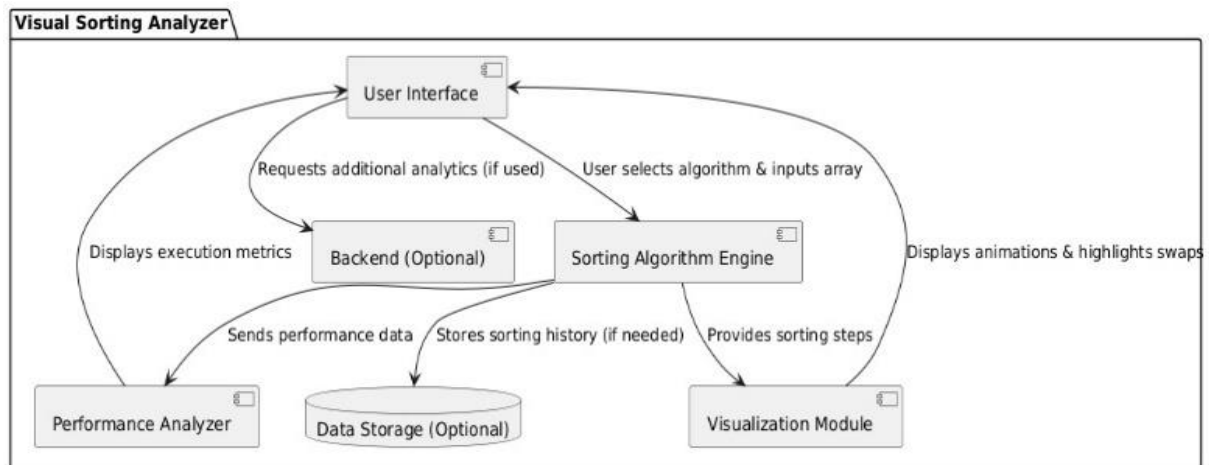 Visual Sorting Analyzer
User Interface
Requests additional analytics (if used)
User selects algorithm & inputs array
Displays execution metrics
Backend (Optional)
Sorting Algorithm Engine
Displays animations & highlights swaps
Sends performance data
Stores sorting history (if needed)
Provides sorting steps
Performance Analyzer
Data Storage (Optional)
Visualization Module